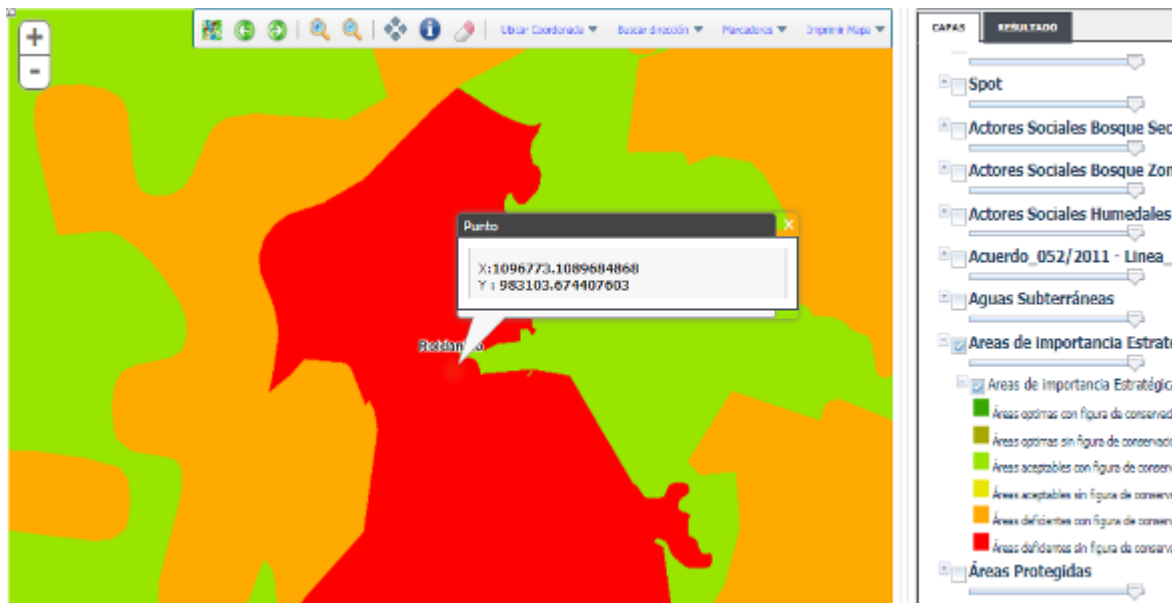 +
-
Ubicar Coordenada
Buscar dirección
Marcadores
Imprimir Mapa
CAPAS
RESULTADO
Punto
X
X:1096773.1089684868
Y : 983103.674407603
Spot
Actores Sociales Bosque Sec
Actores Sociales Bosque Zon
Actores Sociales Humedales
Acuerdo_052/2011 - Linea_
Aguas Subterráneas
Areas de Importancia Estraté
Areas de importancia Estratégica
Áreas optimas con figura de conservac
Áreas optimas sin figura de conservaci
Áreas aceptables con figura de conserv
Áreas aceptables sin figura de conserv
Áreas deficientes con figura de conserv
Áreas deficientes sin figura de conserv
Áreas Protegidas